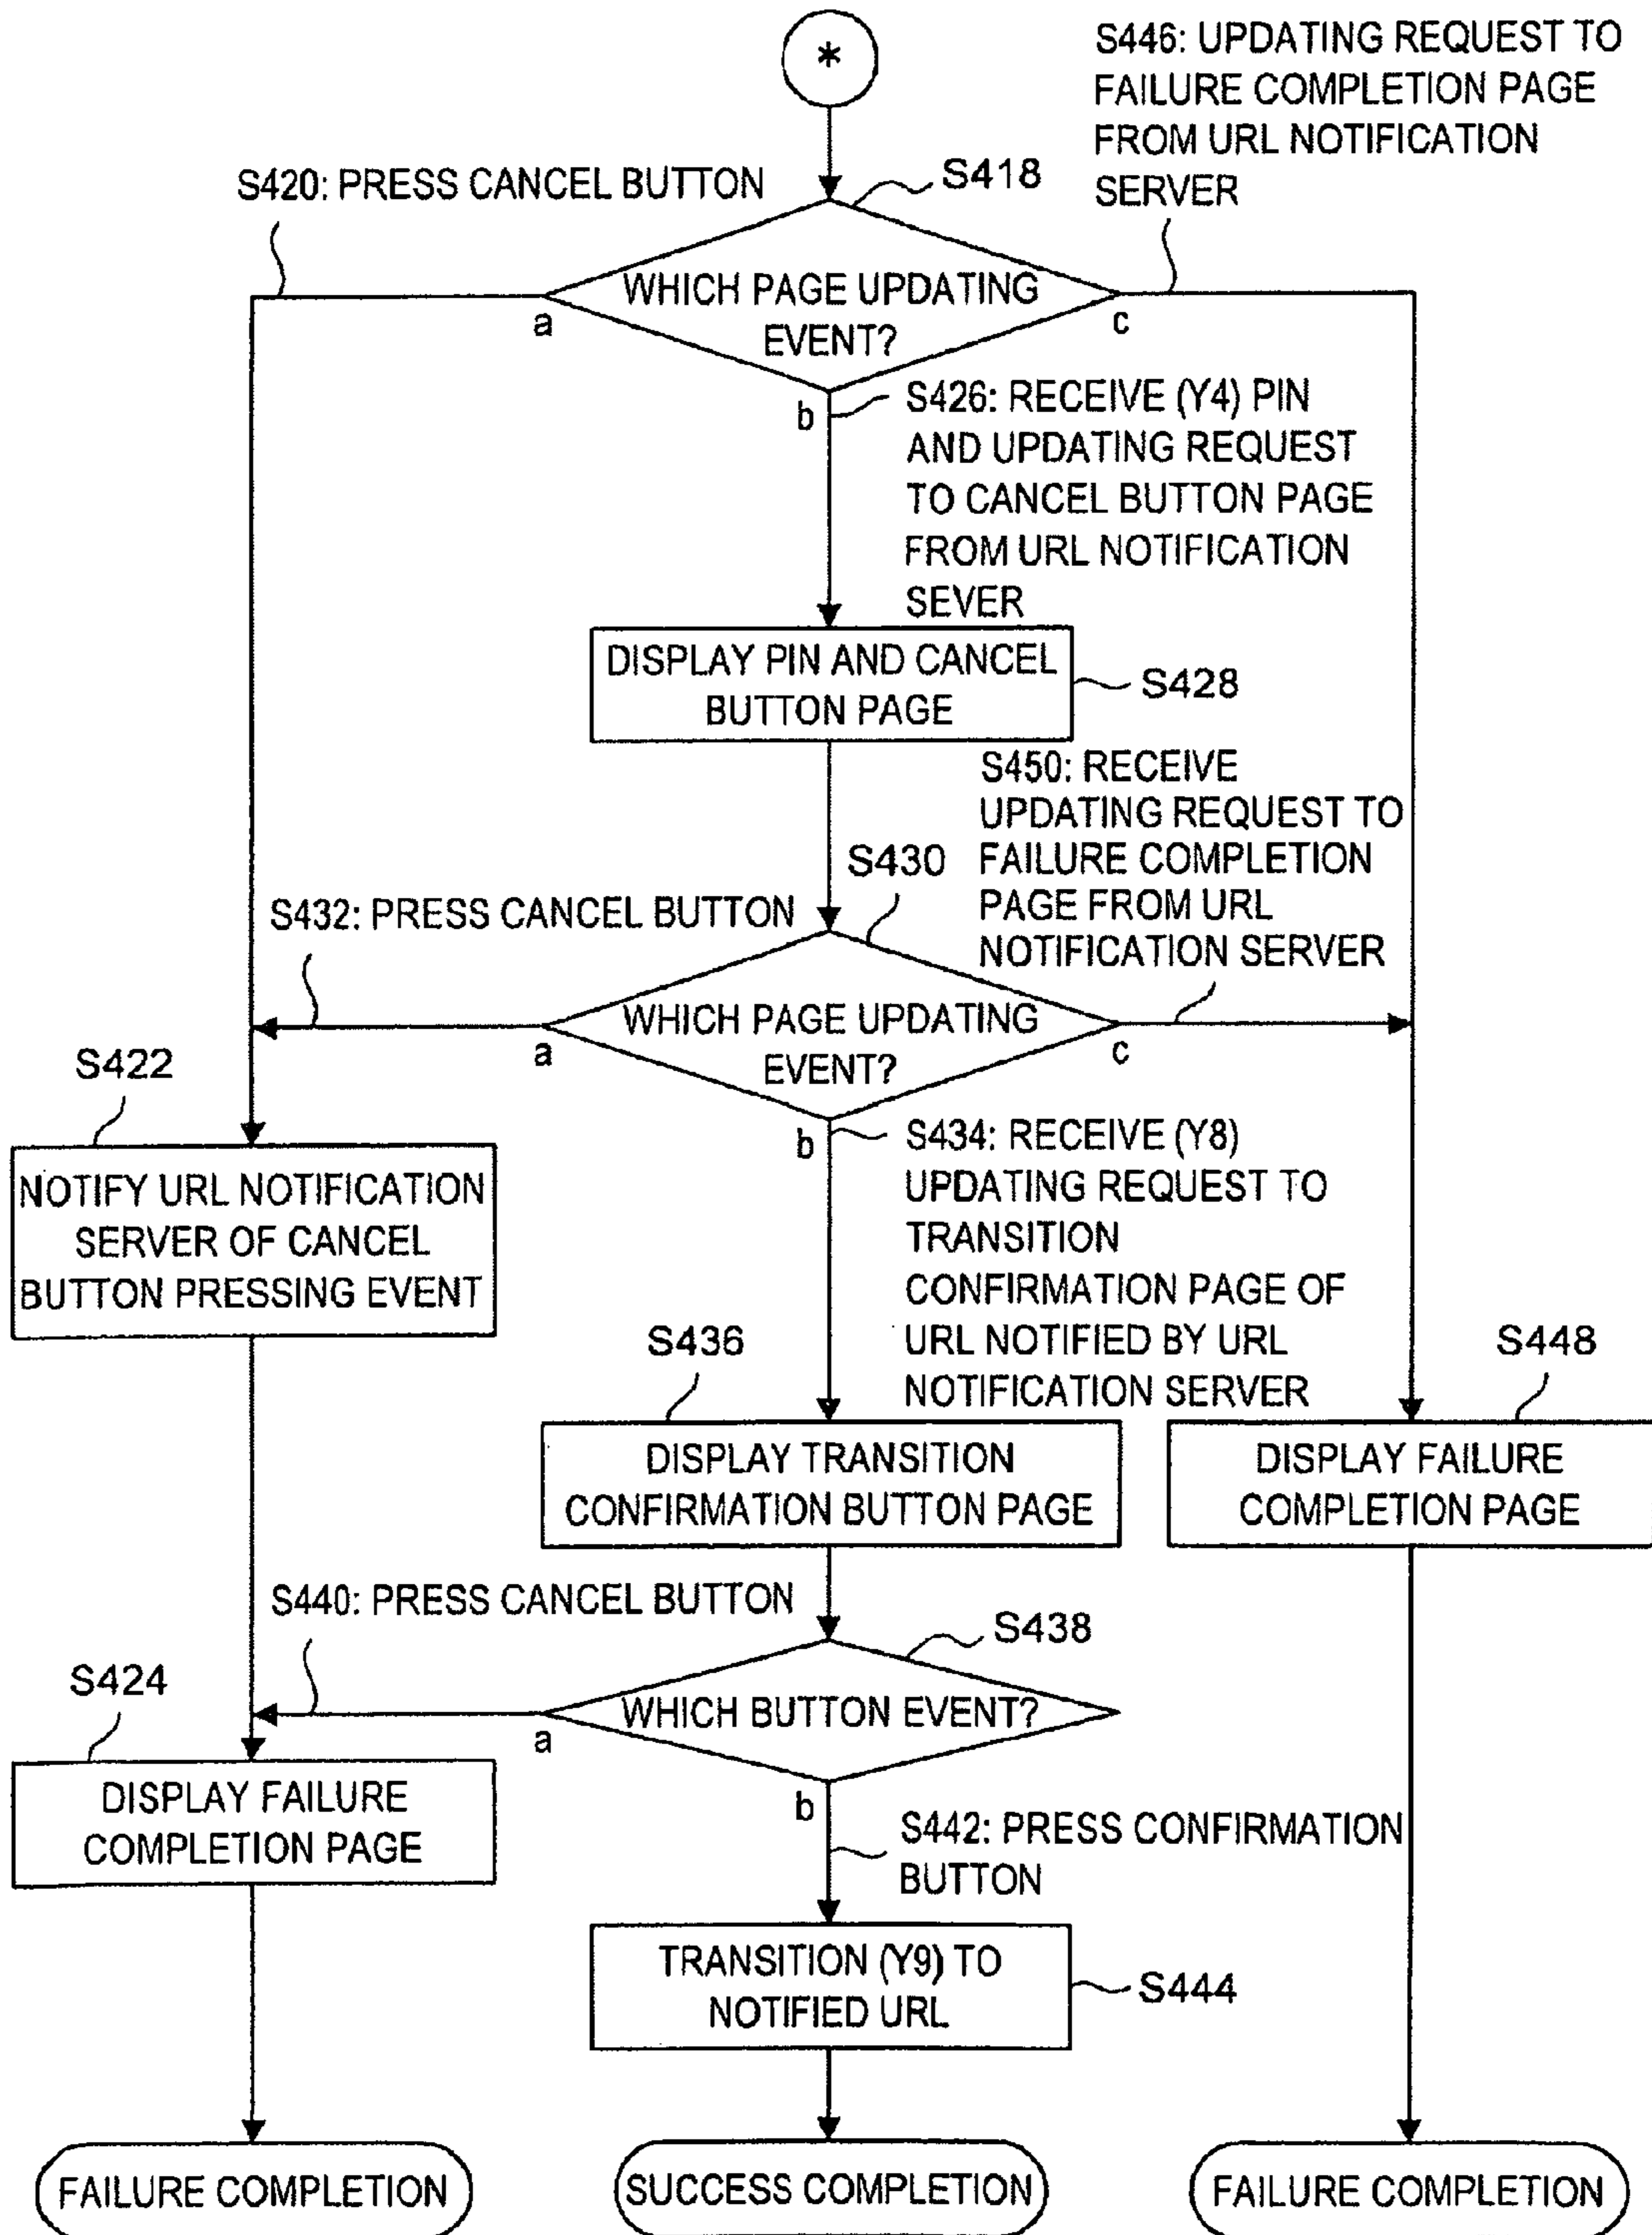 *
S446: UPDATING REQUEST TO
FAILURE COMPLETION PAGE
FROM URL NOTIFICATION
SERVER
S420: PRESS CANCEL BUTTON
S418
WHICH PAGE UPDATING
EVENT?
a
c
b
S426: RECEIVE (Y4) PIN
AND UPDATING REQUEST
TO CANCEL BUTTON PAGE
FROM URL NOTIFICATION
SEVER
DISPLAY PIN AND CANCEL
BUTTON PAGE
S428
S450: RECEIVE
UPDATING REQUEST TO
FAILURE COMPLETION
PAGE FROM URL
NOTIFICATION SERVER
S430
S432: PRESS CANCEL BUTTON
WHICH PAGE UPDATING
EVENT?
a
c
b
S422
NOTIFY URL NOTIFICATION
SERVER OF CANCEL
BUTTON PRESSING EVENT
S434: RECEIVE (Y8)
UPDATING REQUEST TO
TRANSITION
CONFIRMATION PAGE OF
URL NOTIFIED BY URL
NOTIFICATION SERVER
S436
DISPLAY TRANSITION
CONFIRMATION BUTTON PAGE
S448
DISPLAY FAILURE
COMPLETION PAGE
S440: PRESS CANCEL BUTTON
S438
WHICH BUTTON EVENT?
a
b
S424
DISPLAY FAILURE
COMPLETION PAGE
S442: PRESS CONFIRMATION
BUTTON
TRANSITION (Y9) TO
NOTIFIED URL
S444
FAILURE COMPLETION
SUCCESS COMPLETION
FAILURE COMPLETION